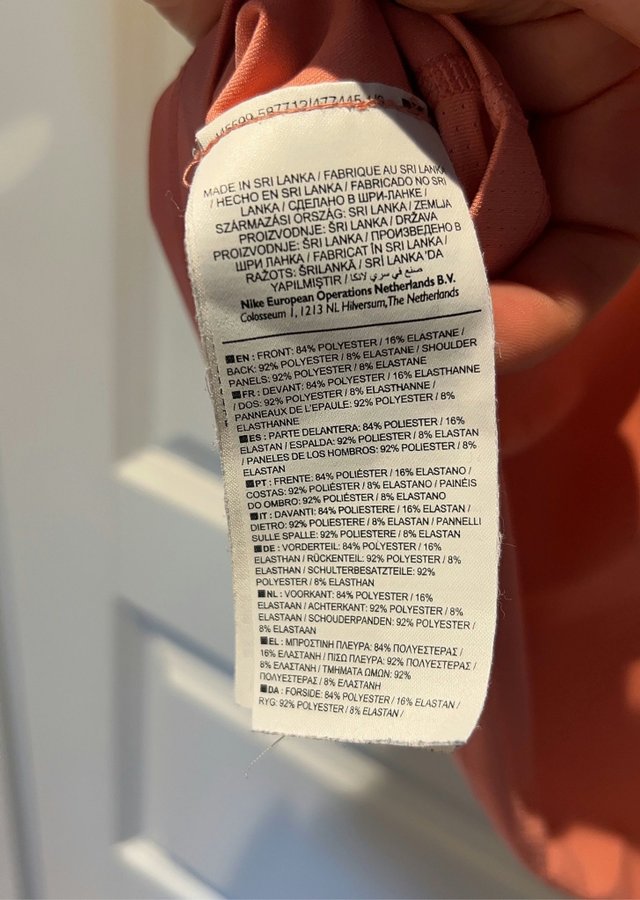 MADE IN SRI LANKA / FABRIQUE AU SRI LANKA
/ HECHO EN SRI LANKA / FABRICADO NO SRI
LANKA / СДЕЛАНО В ШРИ-ЛАНКЕ /
SZÁRMAZÁSI ORSZÁG: SRI LANKA / ZEMLJA
PROIZVODNJE: ŠRI LANKA / DRŽAVA
PROIZVODNJE: ŠRI LANKA / ПРОИЗВЕДЕНО В
ШРИ ЛАНКА / FABRICAT ÎN SRI LANKA /
RAŽOTS: ŠRILANKĀ / SRİ LANKA 'DA
YAPILMIŞTIR / صنع في سري لانكا
Nike European Operations Netherlands B.V.
Colosseum 1, 1213 NL Hilversum, The Netherlands
EN : FRONT: 84% POLYESTER / 16% ELASTANE /
BACK: 92% POLYESTER / 8% ELASTANE / SHOULDER
PANELS: 92% POLYESTER / 8% ELASTANE
FR : DEVANT: 84% POLYESTER / 16% ELASTHANNE
/ DOS: 92% POLYESTER / 8% ELASTHANNE /
PANNEAUX DE L'EPAULE: 92% POLYESTER / 8%
ELASTHANNE
ES : PARTE DELANTERA: 84% POLIESTER / 16%
ELASTAN / ESPALDA: 92% POLIESTER / 8% ELASTAN
/ PANELES DE LOS HOMBROS: 92% POLIESTER / 8%
ELASTAN
PT : FRENTE: 84% POLIÉSTER / 16% ELASTANO /
COSTAS: 92% POLIÉSTER / 8% ELASTANO / PAINÉIS
DO OMBRO: 92% POLIÉSTER / 8% ELASTANO
IT : DAVANTI: 84% POLIESTERE / 16% ELASTAN /
DIETRO: 92% POLIESTERE / 8% ELASTAN / PANNELLI
SULLE SPALLE: 92% POLIESTERE / 8% ELASTAN
DE : VORDERTEIL: 84% POLYESTER / 16%
ELASTHAN / RÜCKENTEIL: 92% POLYESTER / 8%
ELASTHAN / SCHULTERBESATZTEILE: 92%
POLYESTER / 8% ELASTHAN
NL : VOORKANT: 84% POLYESTER / 16%
ELASTAAN / ACHTERKANT: 92% POLYESTER / 8%
ELASTAAN / SCHOUDERPANDEN: 92% POLYESTER /
8% ELASTAAN
EL : ΜΠΡΟΣΤΙΝΗ ΠΛΕΥΡΑ: 84% ΠΟΛΥΕΣΤΕΡΑΣ /
16% ΕΛΑΣΤΑΝΗ / ΠΙΣΩ ΠΛΕΥΡΑ: 92% ΠΟΛΥΕΣΤΕΡΑΣ /
8% ΕΛΑΣΤΑΝΗ / ΤΜΗΜΑΤΑ ΩΜΩΝ: 92%
ΠΟΛΥΕΣΤΕΡΑΣ / 8% ΕΛΑΣΤΑΝΗ
DA : FORSIDE: 84% POLYESTER / 16% ELASTAN /
RYG: 92% POLYESTER / 8% ELASTAN /